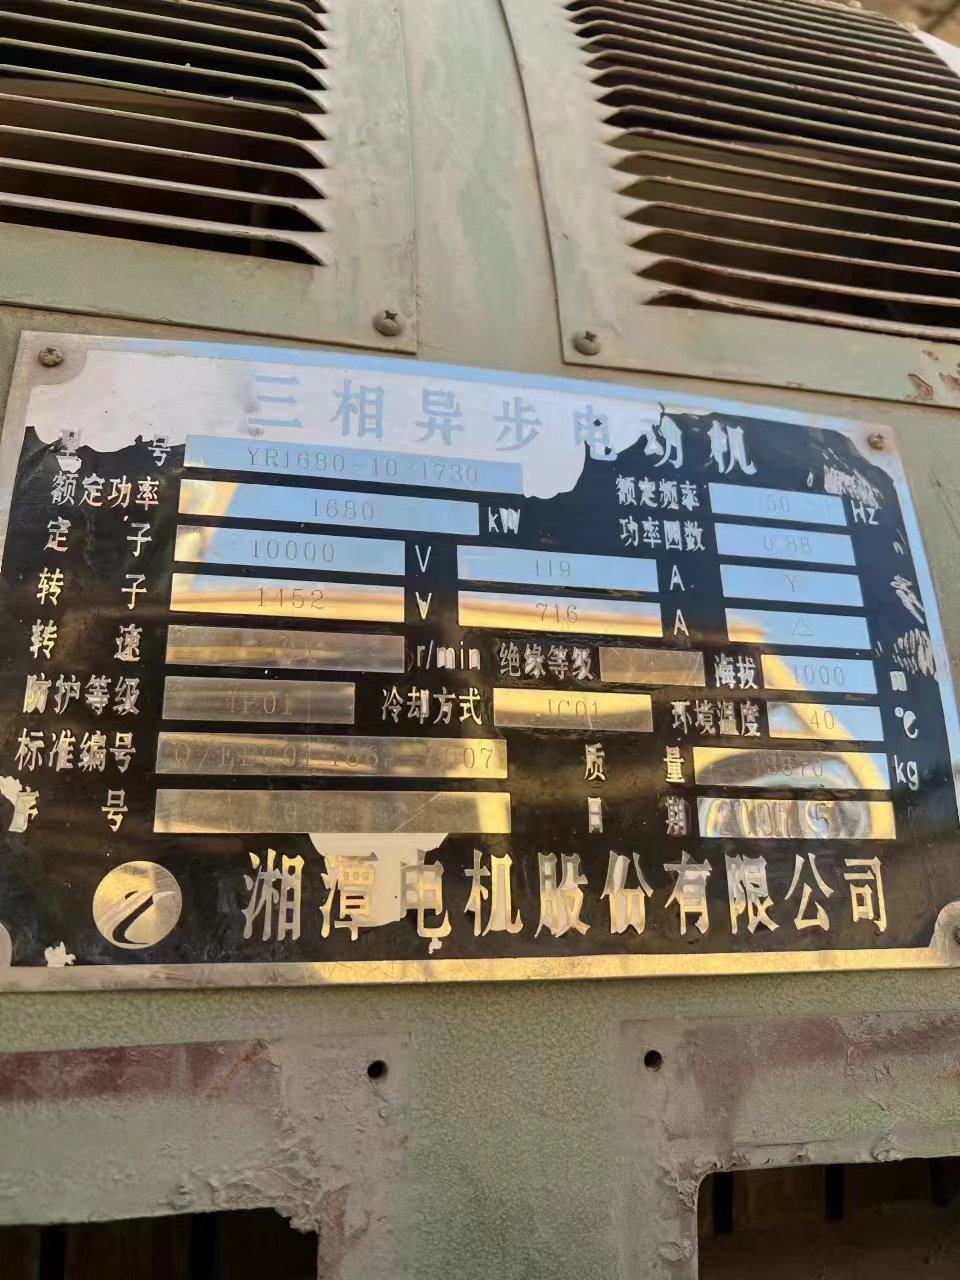 三相异步电动机
型 号 YR1680-10/1730
额定功率 1680 kW 额定频率 50 HZ
定 子 10000 V 119 A 功率因数 0.88
转 子 1452 V 716 A Y
转 速 r/min 绝缘等级 △
海拔 1000 m
防护等级 IP01 冷却方式 IC01 环境温度 40 ℃
标准编号 质 量 kg
序 号 日 期 2007.5
湘潭电机股份有限公司